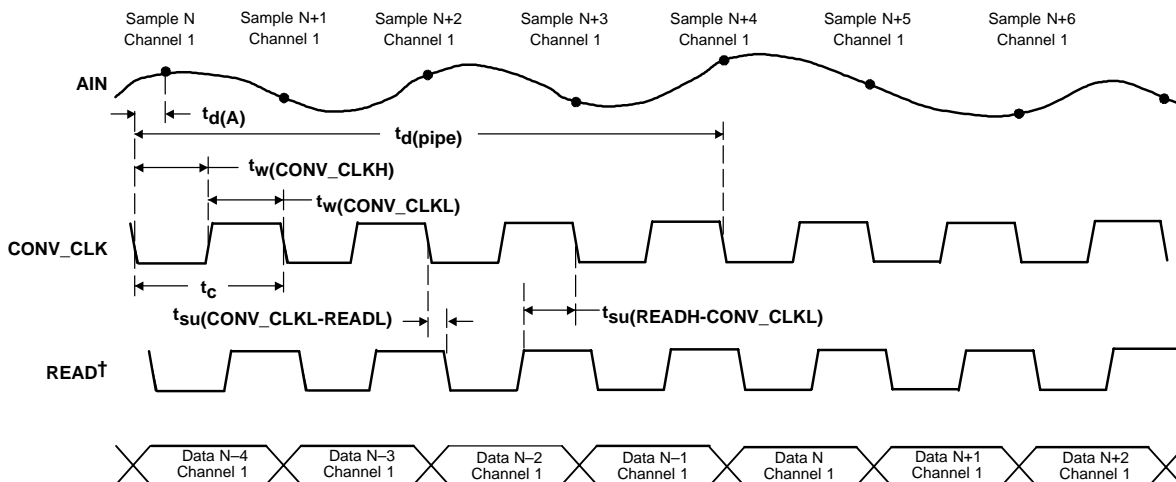 Sample N
Channel 1
Sample N+1
Channel 1
Sample N+2
Channel 1
Sample N+3
Channel 1
Sample N+4
Channel 1
Sample N+5
Channel 1
Sample N+6
Channel 1
AIN
td(A)
td(pipe)
tw(CONV_CLKH)
tw(CONV_CLKL)
CONV_CLK
tc
tsu(CONV_CLKL-READL)
tsu(READH-CONV_CLKL)
READ†
Data N–4
Channel 1
Data N–3
Channel 1
Data N–2
Channel 1
Data N–1
Channel 1
Data N
Channel 1
Data N+1
Channel 1
Data N+2
Channel 1